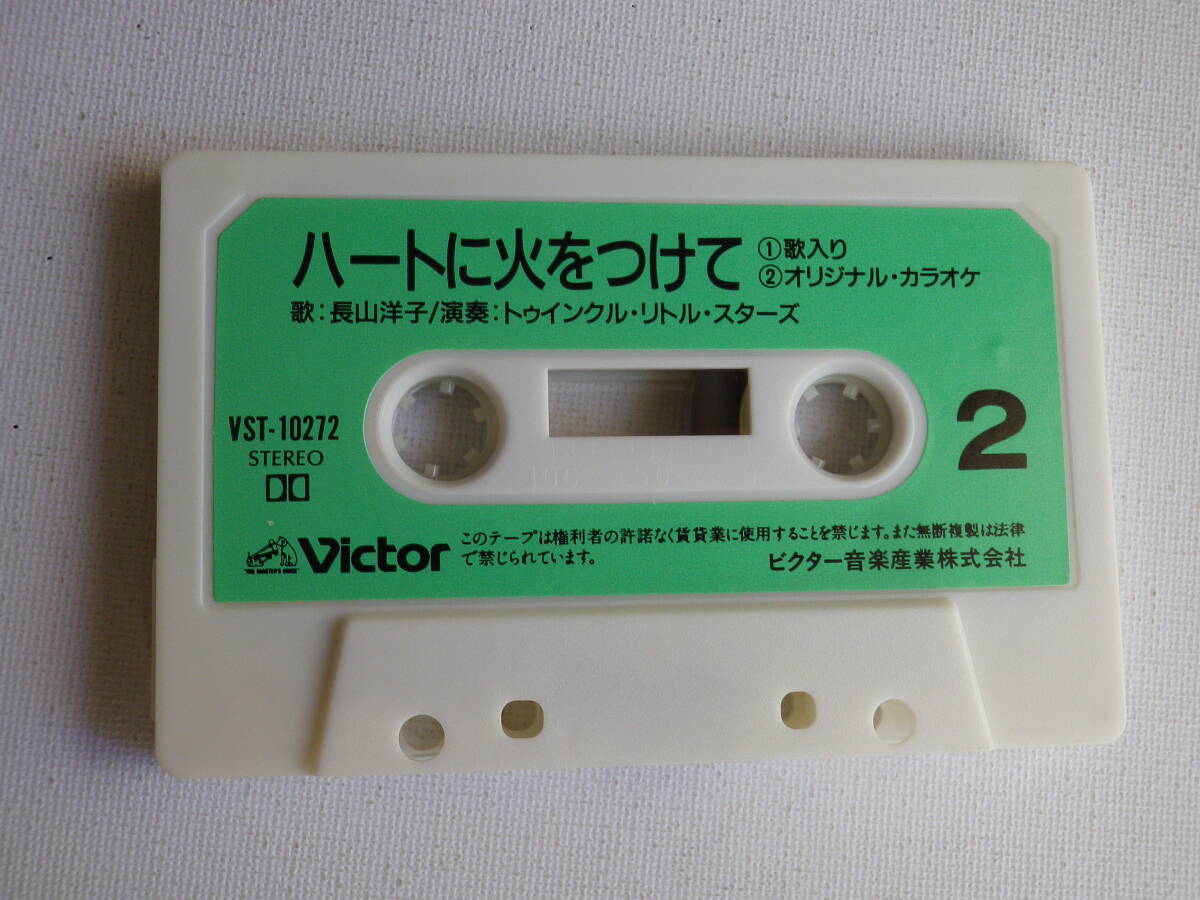 ハートに火をつけて
①歌入り
②オリジナル・カラオケ
歌:長山洋子/演奏:トゥインクル・リトル・スターズ
VST-10272
STEREO
2
100 50
"HIS MASTER'S VOICE"
Victor
このテープは権利者の許諾なく賃貸業に使用することを禁じます。また無断複製は法律
で禁じられています。
ビクター音楽産業株式会社